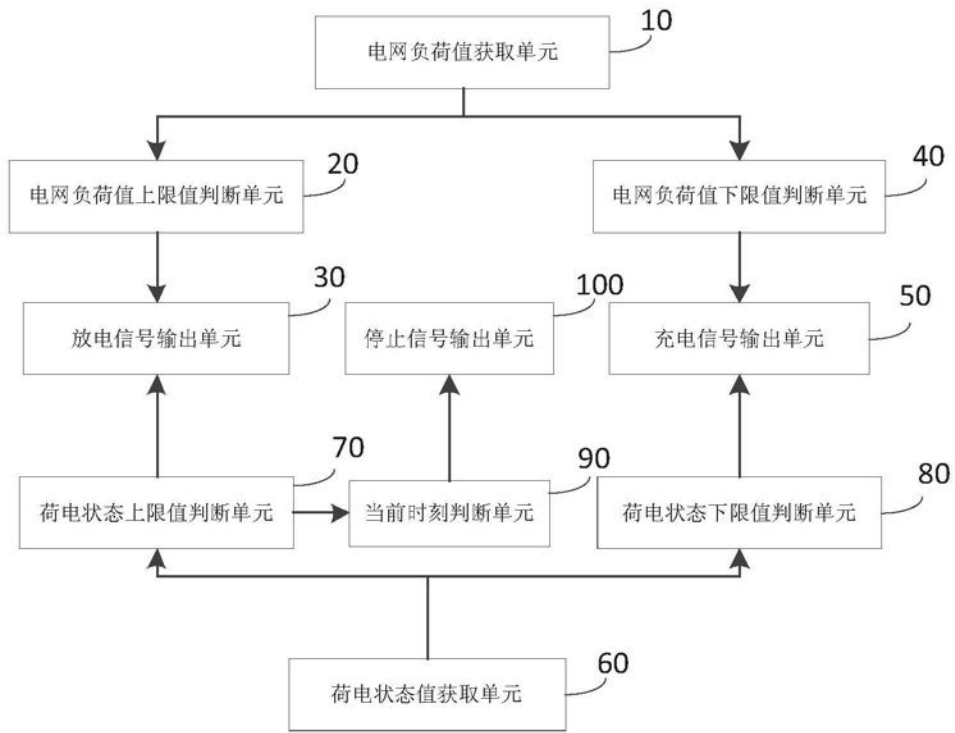 10
电网负荷值获取单元
20
电网负荷值上限值判断单元
40
电网负荷值下限值判断单元
30
放电信号输出单元
100
停止信号输出单元
50
充电信号输出单元
70
荷电状态上限值判断单元
90
当前时刻判断单元
80
荷电状态下限值判断单元
60
荷电状态值获取单元